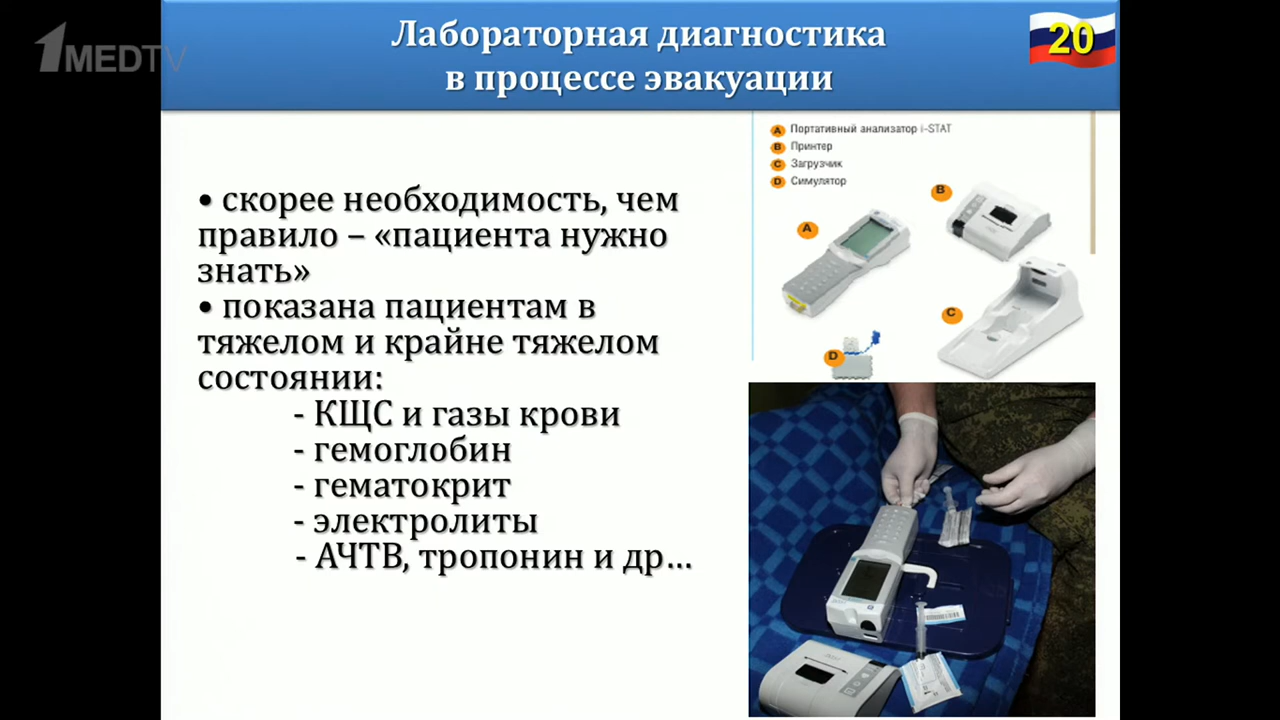 1MEDTV
Лабораторная диагностика
в процессе эвакуации
20
• скорее необходимость, чем
правило – «пациента нужно
знать»
• показана пациентам в
тяжелом и крайне тяжелом
состоянии:
- КЩС и газы крови
- гемоглобин
- гематокрит
- электролиты
- АЧТВ, тропонин и др...
A Портативный анализатор i-STAT
B Принтер
C Загрузчик
D Симулятор
A
B
C
D